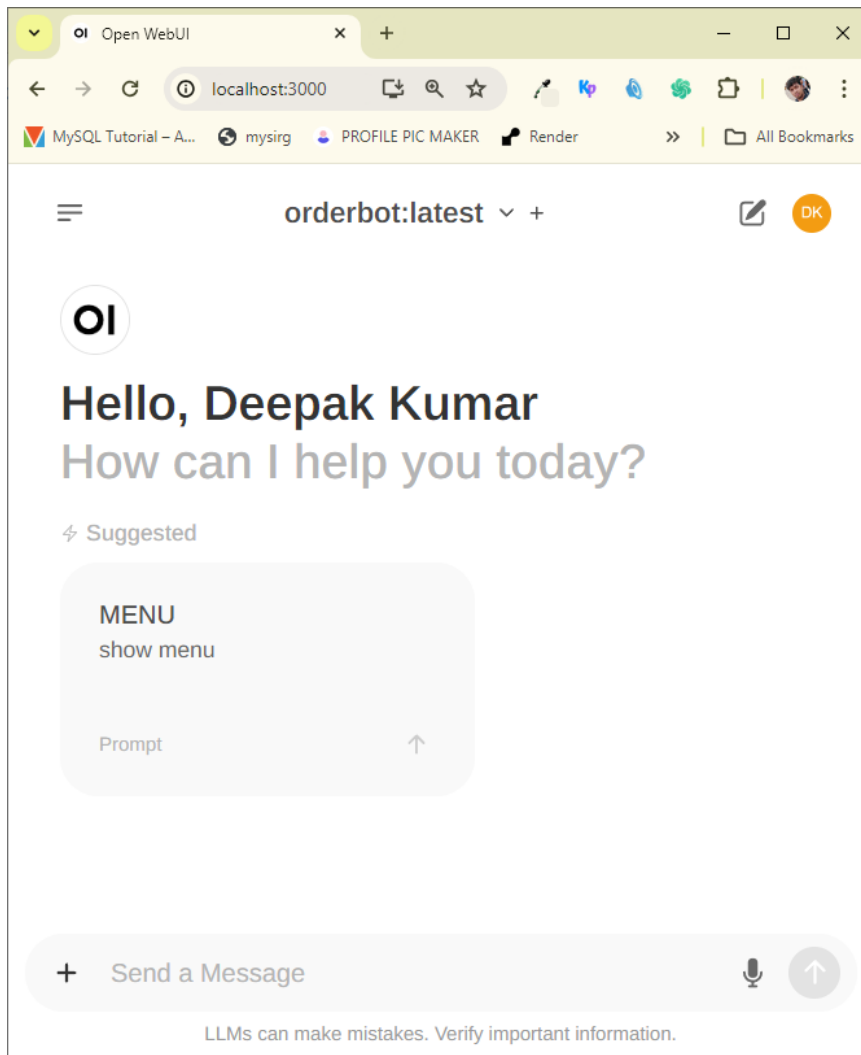 OI Open WebUI
localhost:3000
Kp
MySQL Tutorial – A... mysirg PROFILE PIC MAKER Render All Bookmarks
orderbot:latest
DK
OI
Hello, Deepak Kumar
How can I help you today?
Suggested
MENU
show menu
Prompt
Send a Message
LLMs can make mistakes. Verify important information.